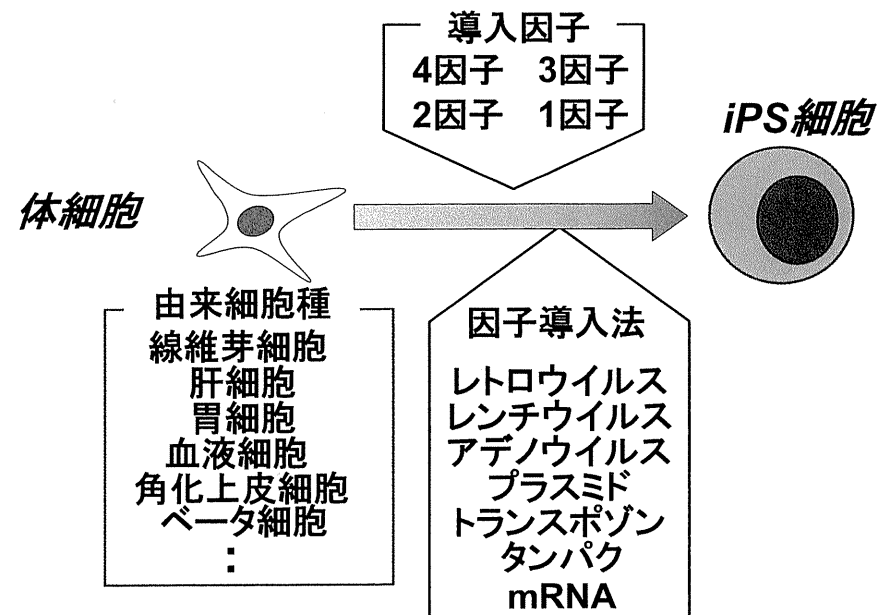 導入因子
4因子 3因子
2因子 1因子
iPS細胞
体細胞
由来細胞種
線維芽細胞
肝細胞
胃細胞
血液細胞
角化上皮細胞
ベータ細胞
:
因子導入法
レトロウイルス
レンチウイルス
アデノウイルス
プラスミド
トランスポゾン
タンパク
mRNA